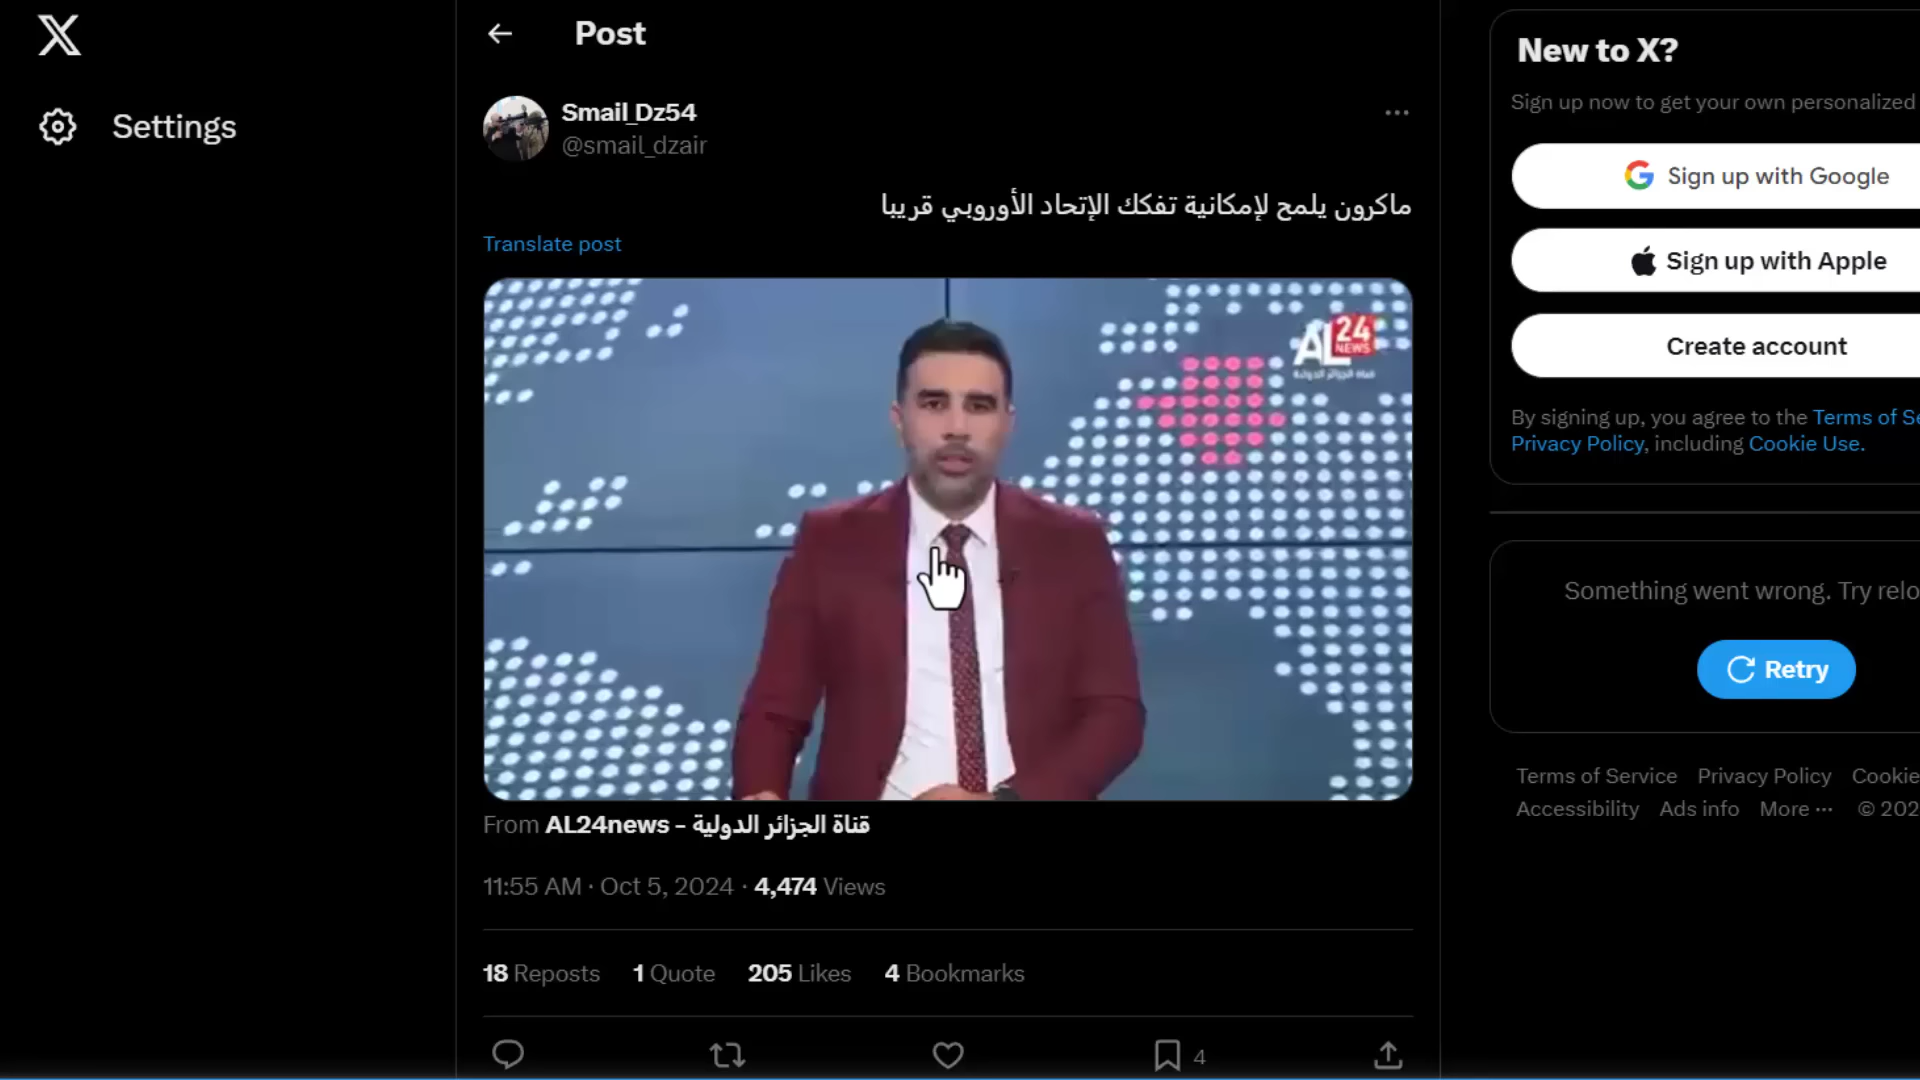 Post
Settings
Smail_Dz54
@smail_dzair
ماكرون يلمح لإمكانية تفكك الإتحاد الأوروبي قريبا
Translate post
AL 24 NEWS
قناة الجزائر الدولية
From AL24news - قناة الجزائر الدولية
11:55 AM · Oct 5, 2024 · 4,474 Views
18 Reposts 1 Quote 205 Likes 4 Bookmarks
4
New to X?
Sign up now to get your own personalized
Sign up with Google
Sign up with Apple
Create account
By signing up, you agree to the Terms of Se
Privacy Policy, including Cookie Use.
Something went wrong. Try relo
Retry
Terms of Service Privacy Policy Cookie
Accessibility Ads info More ··· © 202